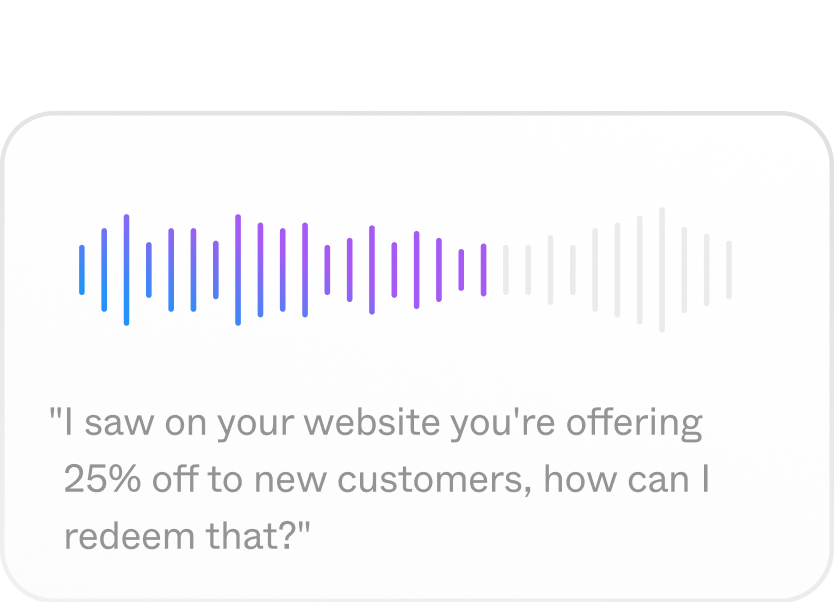 "I saw on your website you're offering
25% off to new customers, how can I
redeem that?"